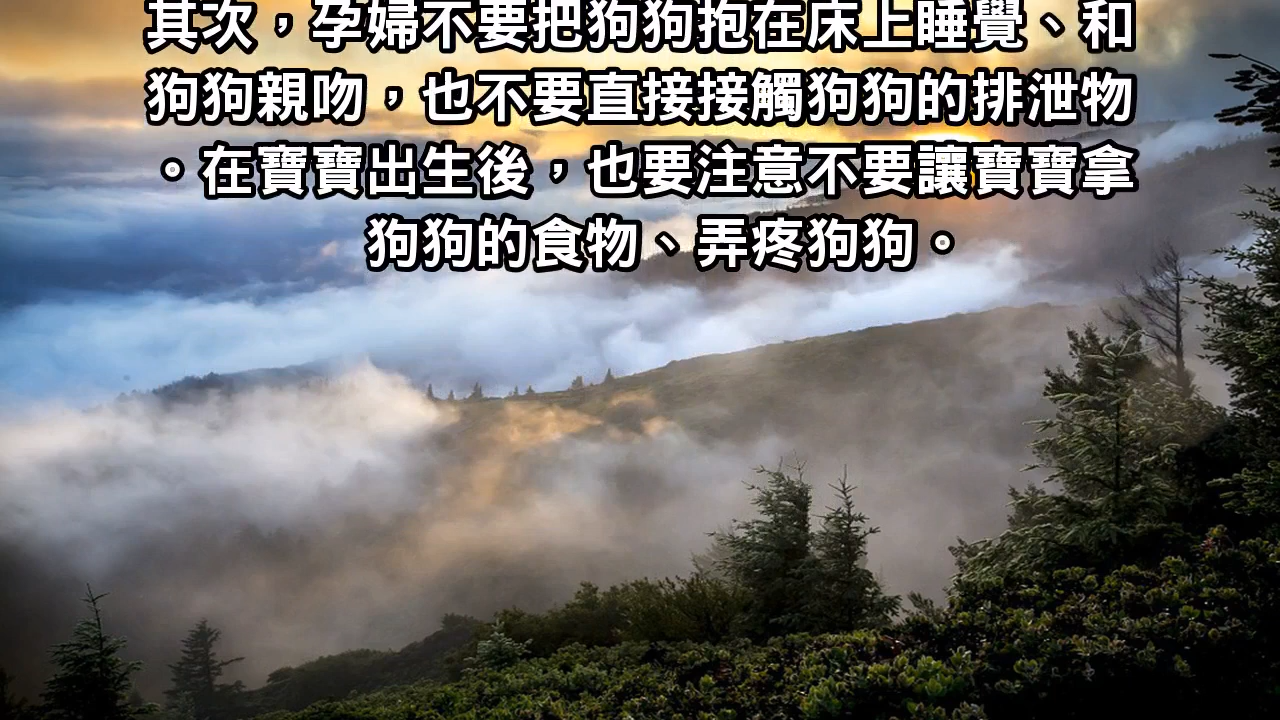 其次，孕婦不要把狗狗抱在床上睡覺、和
狗狗親吻，也不要直接接觸狗狗的排泄物
。在寶寶出生後，也要注意不要讓寶寶拿
狗狗的食物、弄疼狗狗。